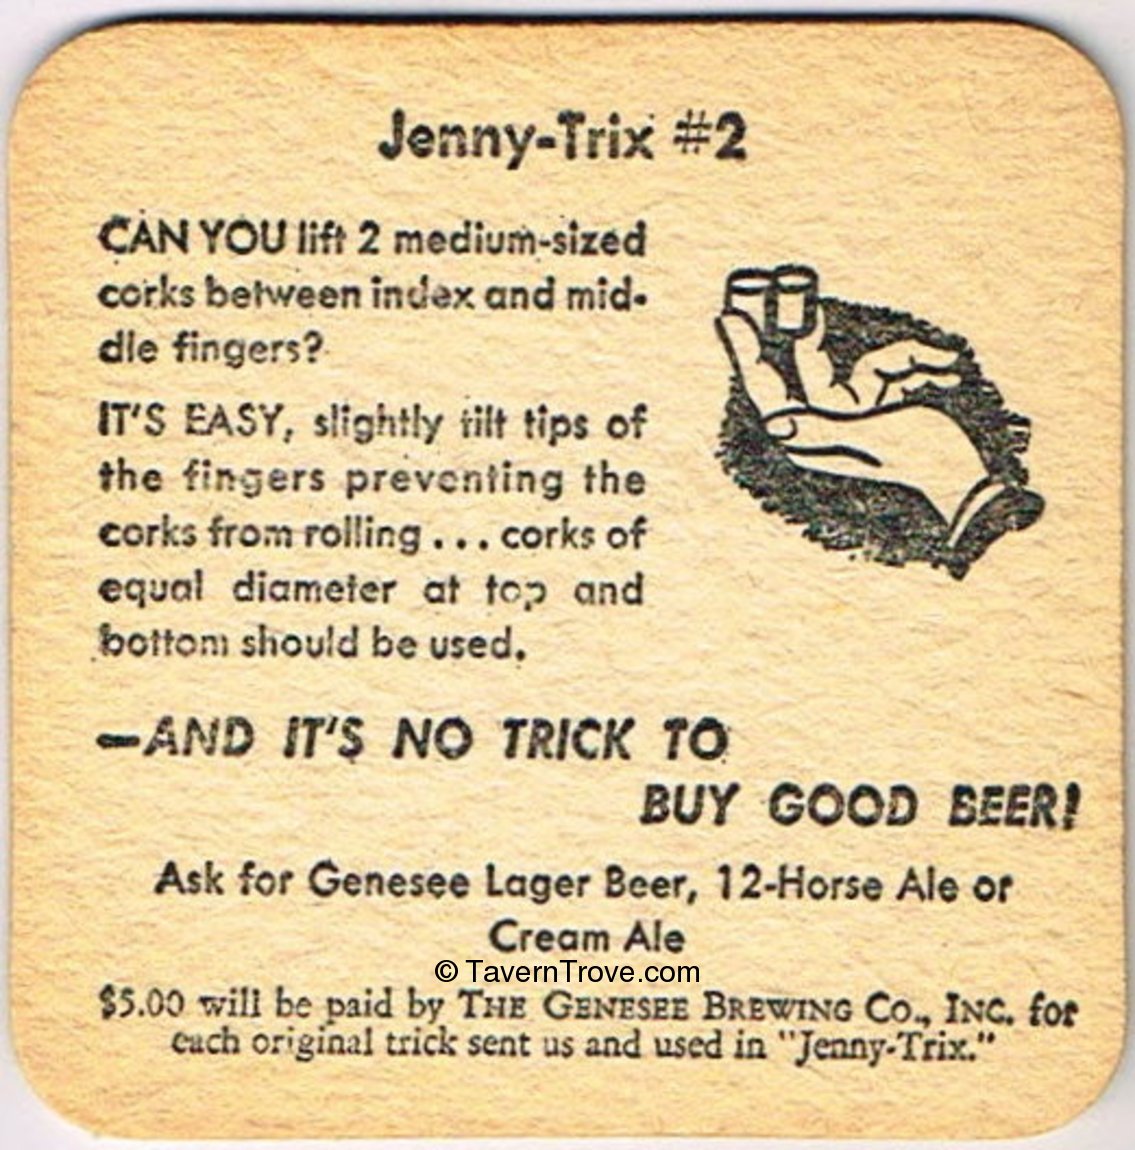 Jenny-Trix #2
CAN YOU lift 2 medium-sized
corks between index and mid-
dle fingers?
IT'S EASY, slightly tilt tips of
the fingers preventing the
corks from rolling . . . corks of
equal diameter at top and
bottom should be used.
—AND IT'S NO TRICK TO
BUY GOOD BEER!
Ask for Genesee Lager Beer, 12-Horse Ale or
Cream Ale
© TavernTrove.com
$5.00 will be paid by THE GENESEE BREWING CO., INC. for
each original trick sent us and used in "Jenny-Trix."